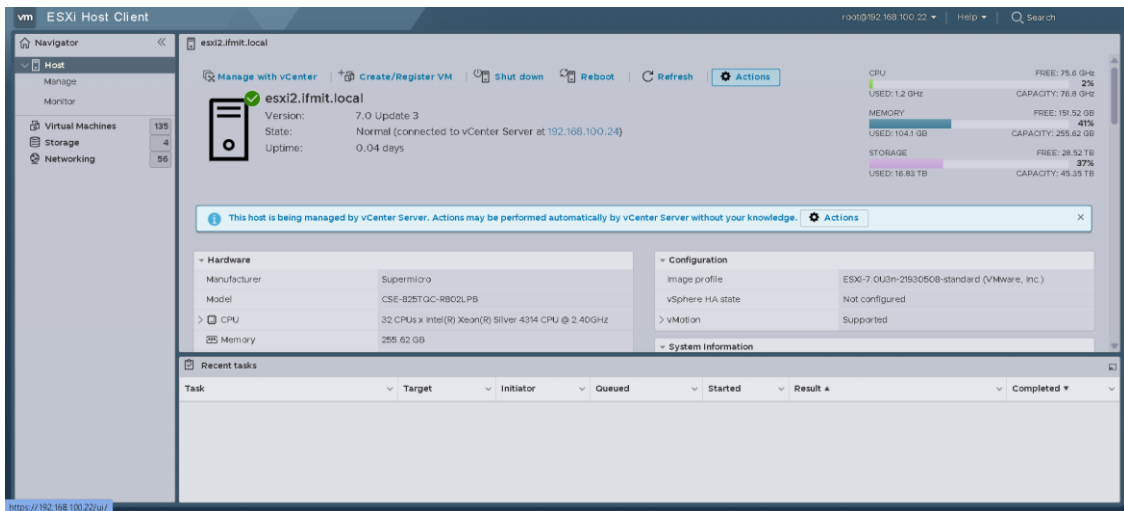 vm ESXi Host Client
root@192.168.100.22 Help Search
Navigator
esxi2.ifmit.local
Host
Manage
Monitor
Virtual Machines 135
Storage 4
Networking 56
Manage with vCenter Create/Register VM Shut down Reboot Refresh Actions
esxi2.ifmit.local
Version: 7.0 Update 3
State: Normal (connected to vCenter Server at 192.168.100.24)
Uptime: 0.04 days
CPU FREE: 75.6 GHz
2%
USED: 1.2 GHz CAPACITY: 76.8 GHz
MEMORY FREE: 151.52 GB
41%
USED: 104.1 GB CAPACITY: 255.62 GB
STORAGE FREE: 28.52 TB
37%
USED: 16.83 TB CAPACITY: 45.35 TB
This host is being managed by vCenter Server. Actions may be performed automatically by vCenter Server without your knowledge. Actions
Hardware
Manufacturer Supermicro
Model CSE-825TQC-R802LPB
CPU 32 CPUs x Intel(R) Xeon(R) Silver 4314 CPU @ 2.40GHz
Memory 255.62 GB
Configuration
Image profile ESXi-7.0U3n-21930508-standard (VMware, Inc.)
vSphere HA state Not configured
vMotion Supported
System Information
Recent tasks
Task Target Initiator Queued Started Result Completed
https://192.168.100.22/ui/